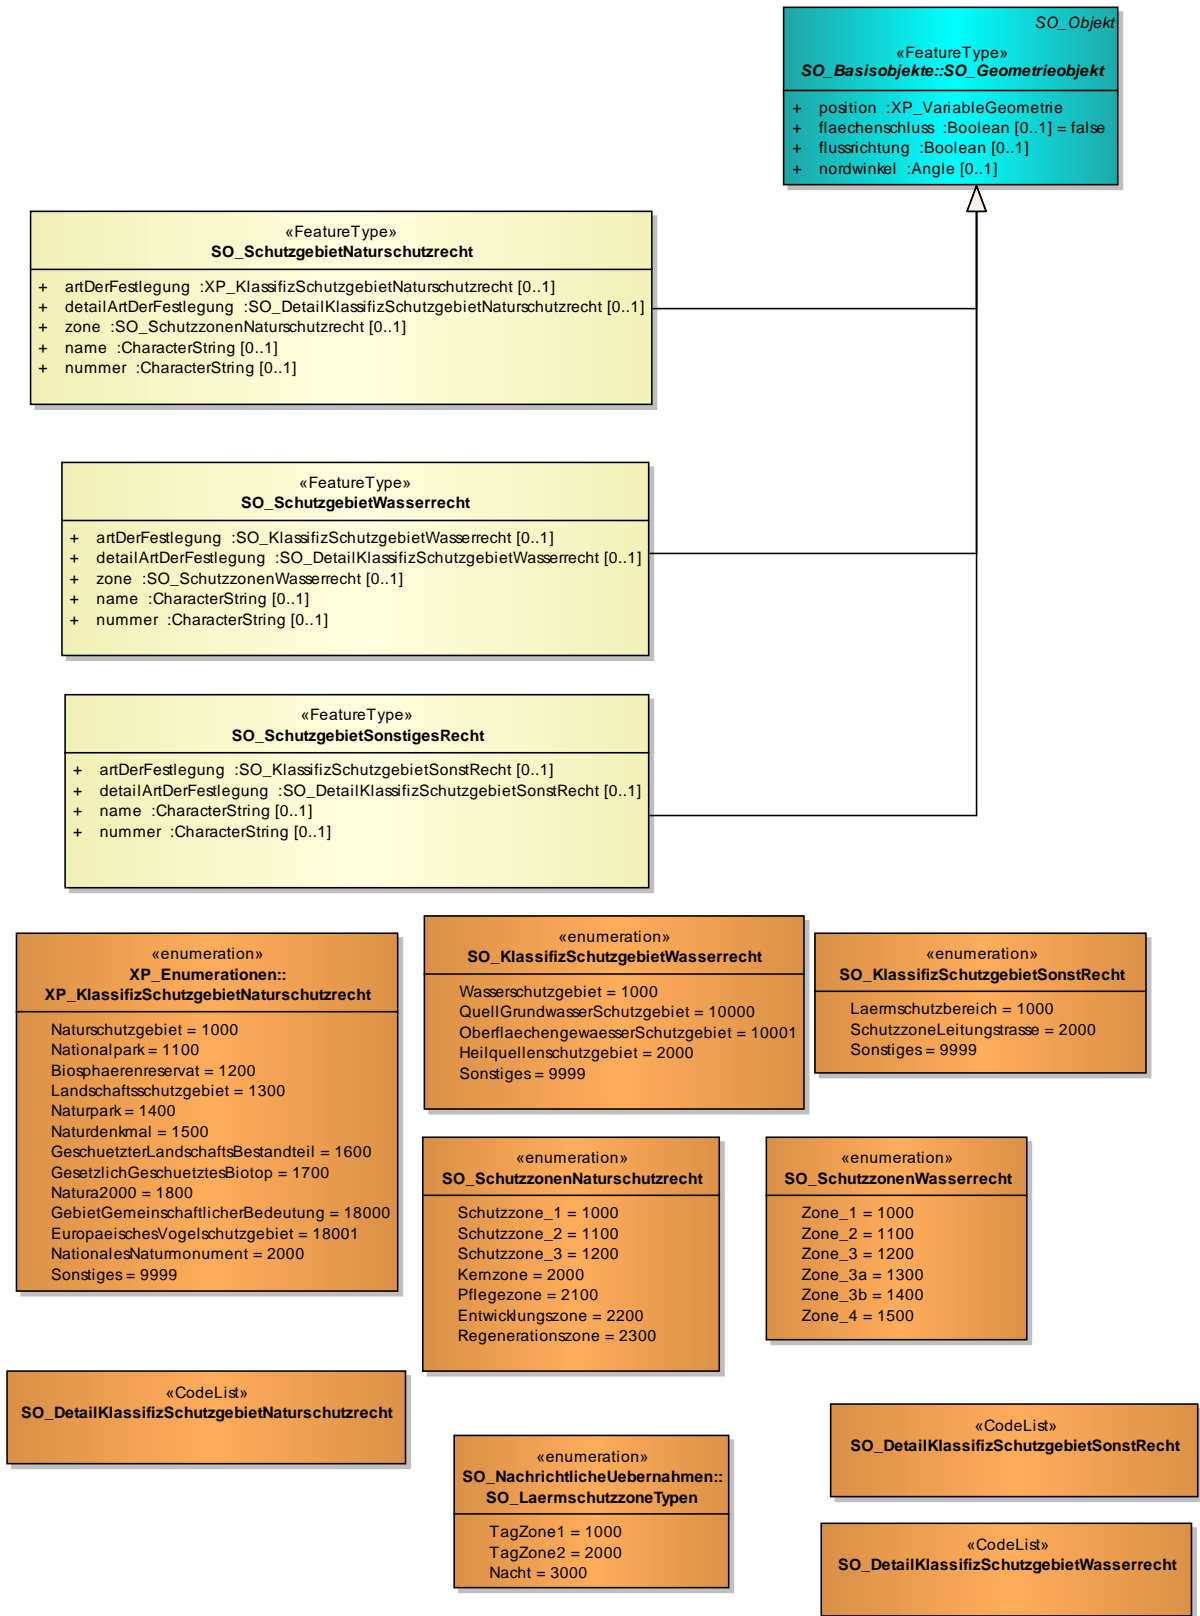 SO_Objekt
«FeatureType»
SO_Basisobjekte::SO_Geometrieobjekt
+ position :XP_VariableGeometrie
+ flaechenschluss :Boolean [0..1] = false
+ flussrichtung :Boolean [0..1]
+ nordwinkel :Angle [0..1]
«FeatureType»
SO_SchutzgebietNaturschutzrecht
+ artDerFestlegung :XP_KlassifizSchutzgebietNaturschutzrecht [0..1]
+ detailArtDerFestlegung :SO_DetailKlassifizSchutzgebietNaturschutzrecht [0..1]
+ zone :SO_SchutzzonenNaturschutzrecht [0..1]
+ name :CharacterString [0..1]
+ nummer :CharacterString [0..1]
«FeatureType»
SO_SchutzgebietWasserrecht
+ artDerFestlegung :SO_KlassifizSchutzgebietWasserrecht [0..1]
+ detailArtDerFestlegung :SO_DetailKlassifizSchutzgebietWasserrecht [0..1]
+ zone :SO_SchutzzonenWasserrecht [0..1]
+ name :CharacterString [0..1]
+ nummer :CharacterString [0..1]
«FeatureType»
SO_SchutzgebietSonstigesRecht
+ artDerFestlegung :SO_KlassifizSchutzgebietSonstRecht [0..1]
+ detailArtDerFestlegung :SO_DetailKlassifizSchutzgebietSonstRecht [0..1]
+ name :CharacterString [0..1]
+ nummer :CharacterString [0..1]
«enumeration»
XP_Enumerationen::
XP_KlassifizSchutzgebietNaturschutzrecht
Naturschutzgebiet = 1000
Nationalpark = 1100
Biosphaerenreservat = 1200
Landschaftsschutzgebiet = 1300
Naturpark = 1400
Naturdenkmal = 1500
GeschuetzterLandschaftsBestandteil = 1600
GesetzlichGeschuetztesBiotop = 1700
Natura2000 = 1800
GebietGemeinschaftlicherBedeutung = 18000
EuropaeischesVogelschutzgebiet = 18001
NationalesNaturmonument = 2000
Sonstiges = 9999
«enumeration»
SO_KlassifizSchutzgebietWasserrecht
Wasserschutzgebiet = 1000
QuellGrundwasserSchutzgebiet = 10000
OberflaechengewaesserSchutzgebiet = 10001
Heilquellenschutzgebiet = 2000
Sonstiges = 9999
«enumeration»
SO_KlassifizSchutzgebietSonstRecht
Laermschutzbereich = 1000
SchutzzoneLeitungstrasse = 2000
Sonstiges = 9999
«enumeration»
SO_SchutzzonenNaturschutzrecht
Schutzzone_1 = 1000
Schutzzone_2 = 1100
Schutzzone_3 = 1200
Kernzone = 2000
Pflegezone = 2100
Entwicklungszone = 2200
Regenerationszone = 2300
«enumeration»
SO_SchutzzonenWasserrecht
Zone_1 = 1000
Zone_2 = 1100
Zone_3 = 1200
Zone_3a = 1300
Zone_3b = 1400
Zone_4 = 1500
«CodeList»
SO_DetailKlassifizSchutzgebietNaturschutzrecht
«enumeration»
SO_NachrichtlicheUebernahmen::
SO_LaermschutzzoneTypen
TagZone1 = 1000
TagZone2 = 2000
Nacht = 3000
«CodeList»
SO_DetailKlassifizSchutzgebietSonstRecht
«CodeList»
SO_DetailKlassifizSchutzgebietWasserrecht